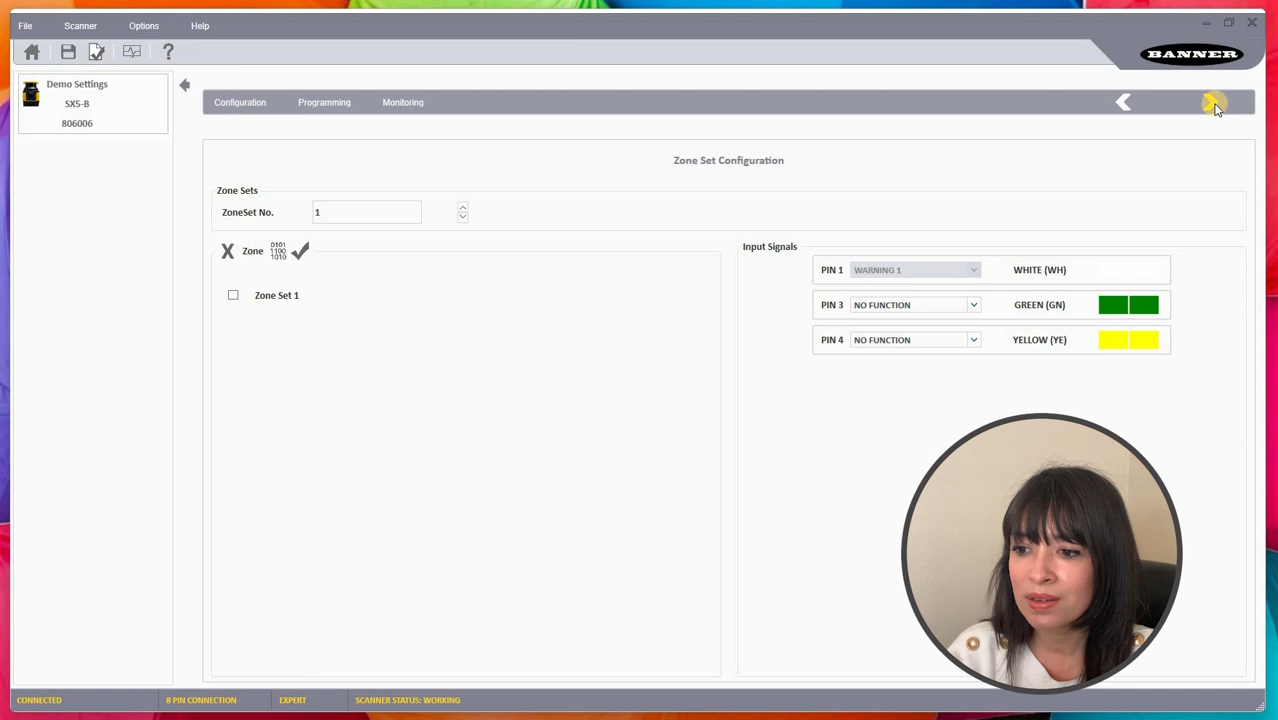 File Scanner Options Help
BANNER
Demo Settings
SX5-B
806006
Configuration Programming Monitoring
Zone Set Configuration
Zone Sets
ZoneSet No. 1
X Zone 0101 1100 1010
Zone Set 1
Input Signals
PIN 1 WARNING 1 WHITE (WH)
PIN 3 NO FUNCTION GREEN (GN)
PIN 4 NO FUNCTION YELLOW (YE)
CONNECTED 8 PIN CONNECTION EXPERT SCANNER STATUS: WORKING